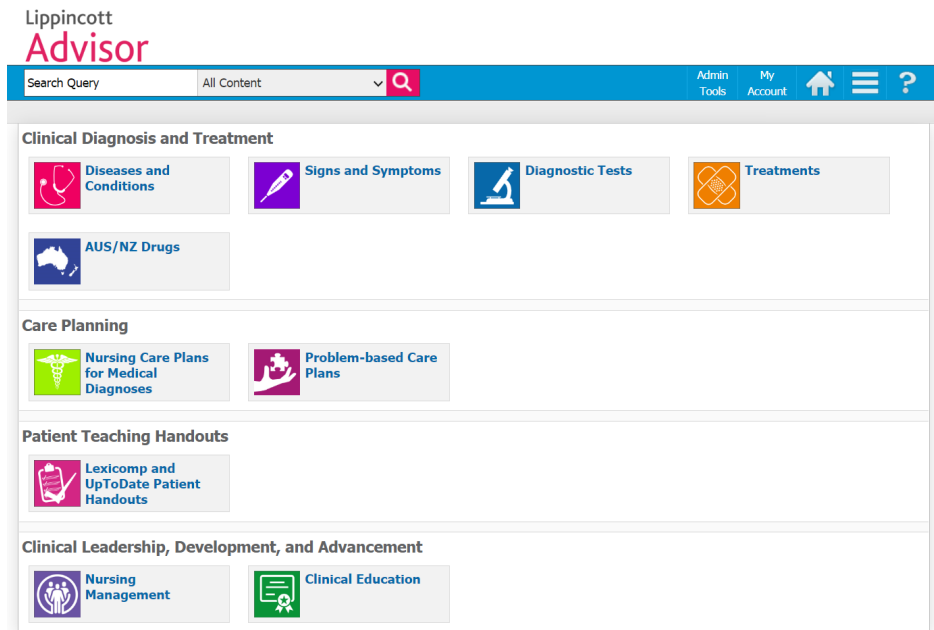 Lippincott
Advisor
Search Query
All Content
Admin
Tools
My
Account
?
Clinical Diagnosis and Treatment
Diseases and
Conditions
Signs and Symptoms
Diagnostic Tests
Treatments
AUS/NZ Drugs
Care Planning
Nursing Care Plans
for Medical
Diagnoses
Problem-based Care
Plans
Patient Teaching Handouts
Lexicomp and
UpToDate Patient
Handouts
Clinical Leadership, Development, and Advancement
Nursing
Management
Clinical Education